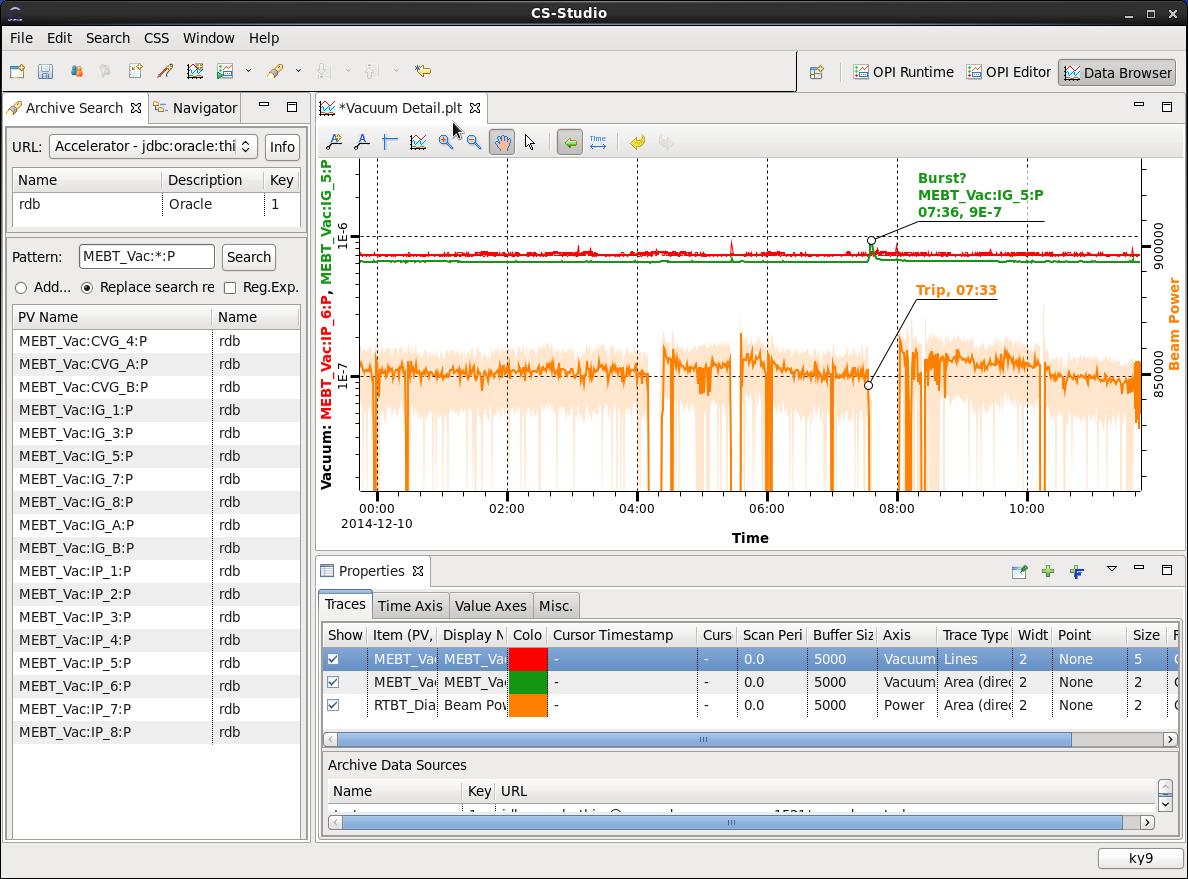 CS-Studio
File Edit Search CSS Window Help
OPI Runtime OPI Editor Data Browser
Archive Search Navigator
URL: Accelerator - jdbc:oracle:thi Info
Name Description Key
rdb Oracle 1
Pattern: MEBT_Vac:*:P Search
Add... Replace search re Reg.Exp.
PV Name Name
MEBT_Vac:CVG_4:P rdb
MEBT_Vac:CVG_A:P rdb
MEBT_Vac:CVG_B:P rdb
MEBT_Vac:IG_1:P rdb
MEBT_Vac:IG_3:P rdb
MEBT_Vac:IG_5:P rdb
MEBT_Vac:IG_7:P rdb
MEBT_Vac:IG_8:P rdb
MEBT_Vac:IG_A:P rdb
MEBT_Vac:IG_B:P rdb
MEBT_Vac:IP_1:P rdb
MEBT_Vac:IP_2:P rdb
MEBT_Vac:IP_3:P rdb
MEBT_Vac:IP_4:P rdb
MEBT_Vac:IP_5:P rdb
MEBT_Vac:IP_6:P rdb
MEBT_Vac:IP_7:P rdb
MEBT_Vac:IP_8:P rdb
*Vacuum Detail.plt
Time
Vacuum: MEBT_Vac:IP_6:P, MEBT_Vac:IG_5:P
1E-6
1E-7
Burst?
MEBT_Vac:IG_5:P
07:36, 9E-7
Trip, 07:33
900000
850000
Beam Power
00:00 02:00 04:00 06:00 08:00 10:00
2014-12-10
Time
Properties
Traces Time Axis Value Axes Misc.
Show Item (PV, Display N Colo Cursor Timestamp Curs Scan Peri Buffer Siz Axis Trace Type Widt Point Size F
MEBT_Va MEBT_Va - - 0.0 5000 Vacuum Lines 2 None 5
MEBT_Va MEBT_Va - - 0.0 5000 Vacuum Area (direc 2 None 2
RTBT_Dia Beam Pov - - 0.0 5000 Power Area (direc 2 None 2
Archive Data Sources
Name Key URL
ky9